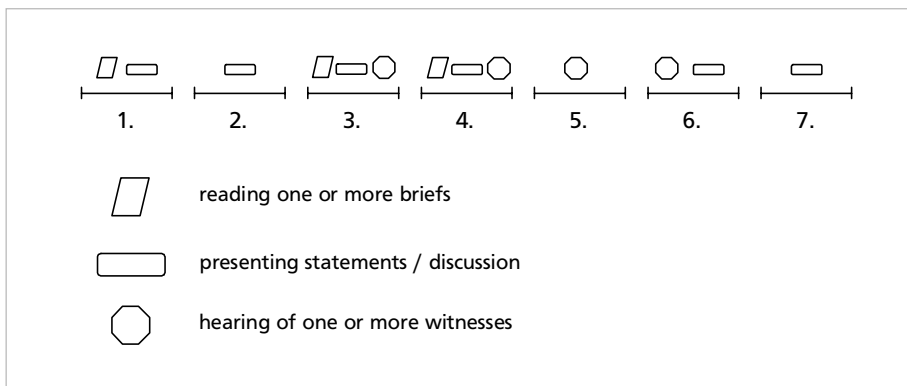 1. 2. 3. 4. 5. 6. 7.
reading one or more briefs
presenting statements / discussion
hearing of one or more witnesses